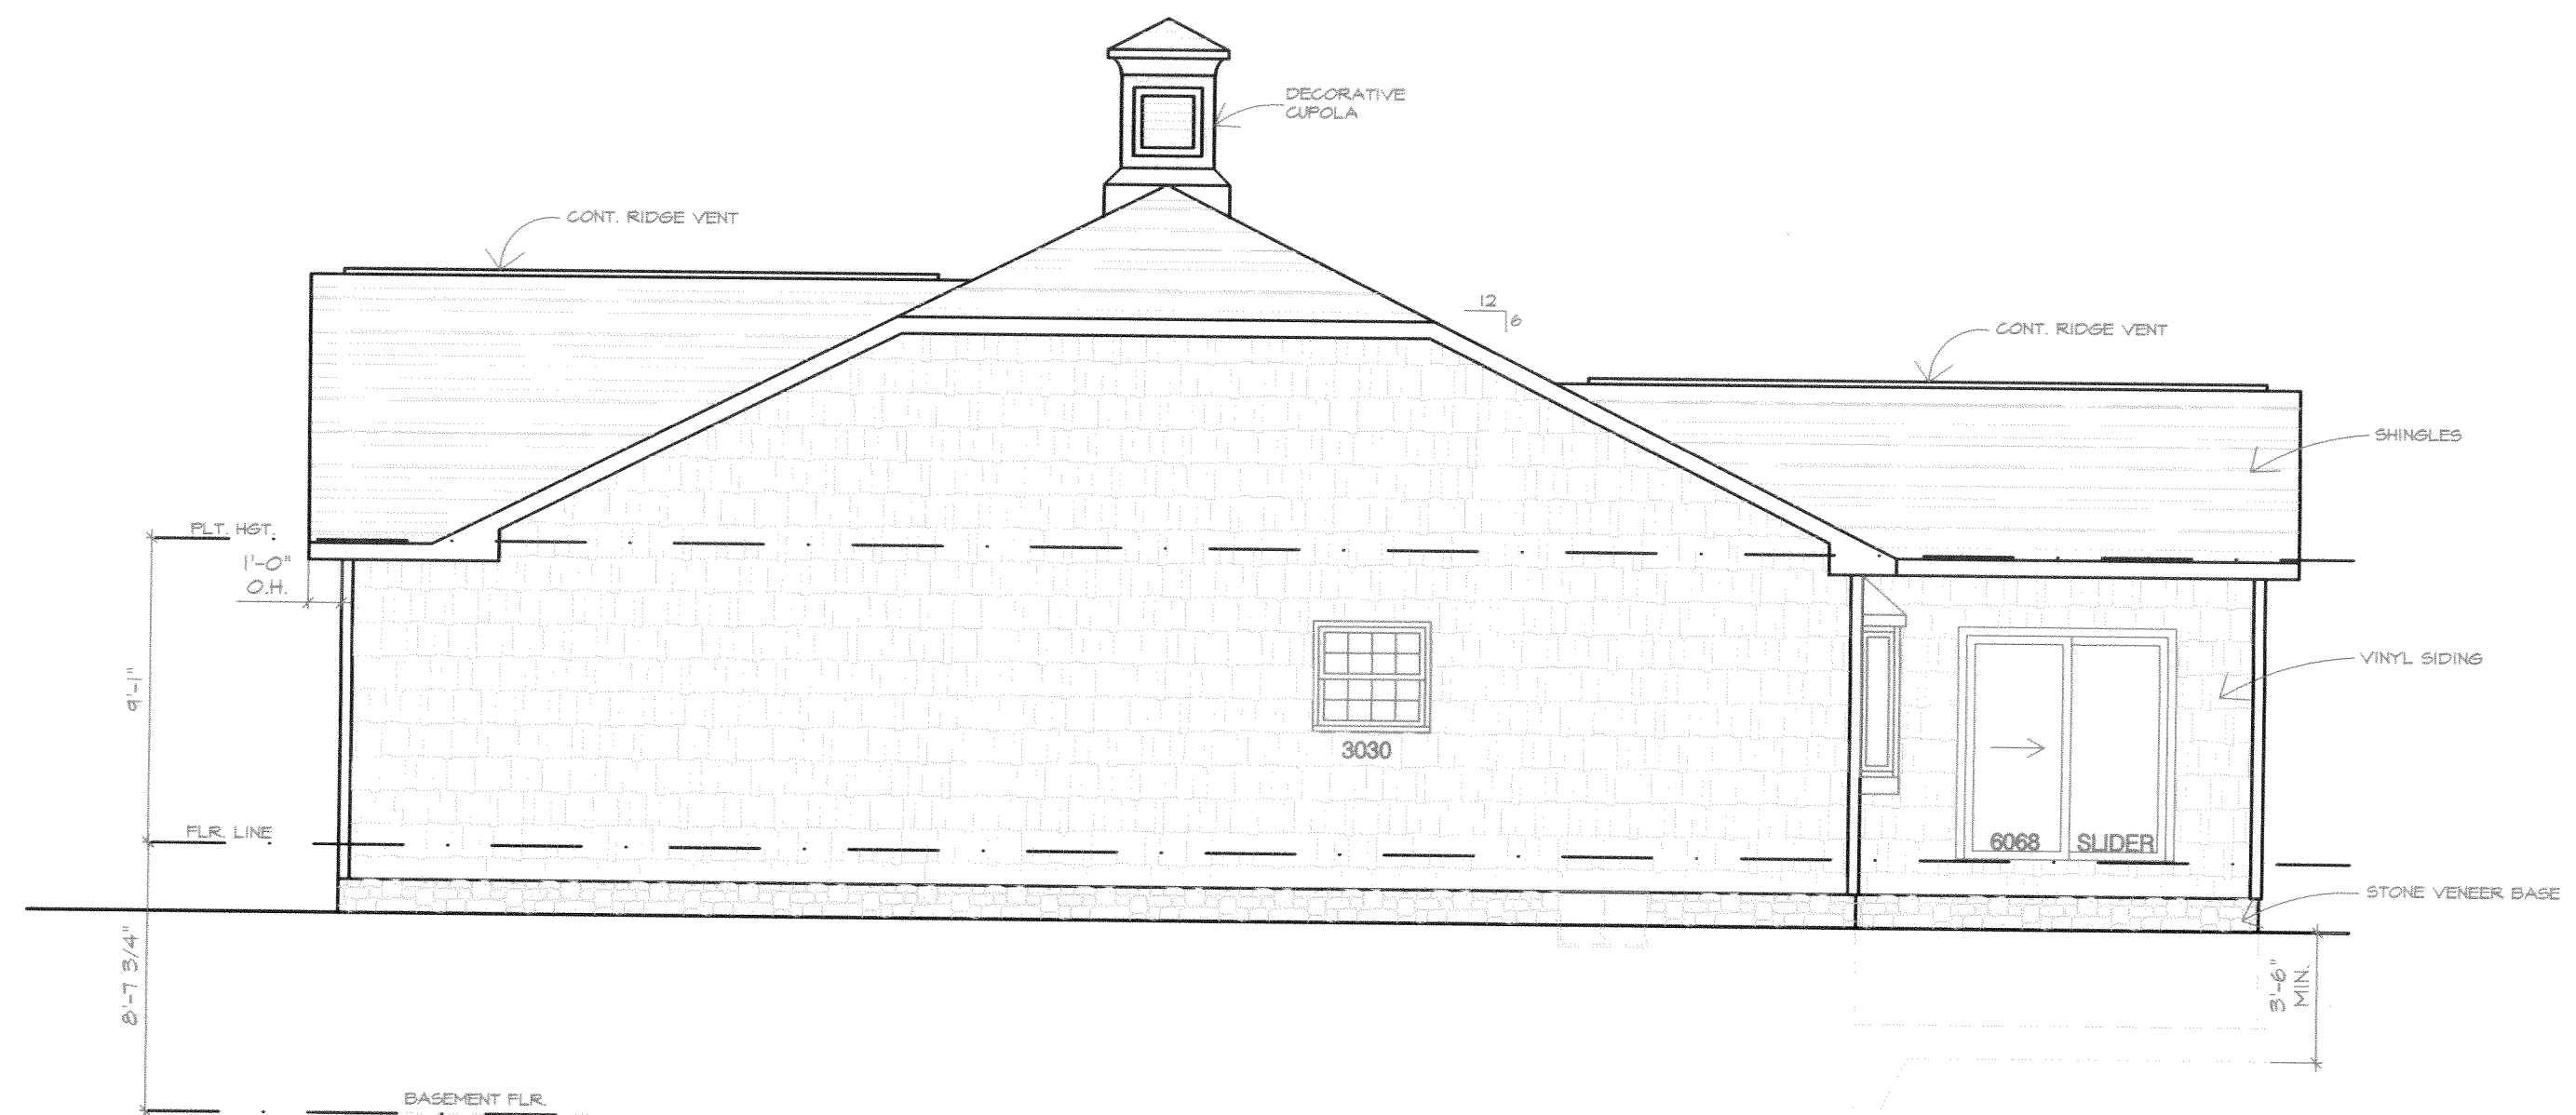 DECORATIVE
CUPOLA
CONT. RIDGE VENT
12
6
CONT. RIDGE VENT
SHINGLES
PLT. HGT.
1'-0"
O.H.
9'-1"
VINYL SIDING
3030
FLR. LINE
6068 SLIDER
STONE VENEER BASE
8'-7 3/4"
3'-6"
MIN.
BASEMENT FLR.